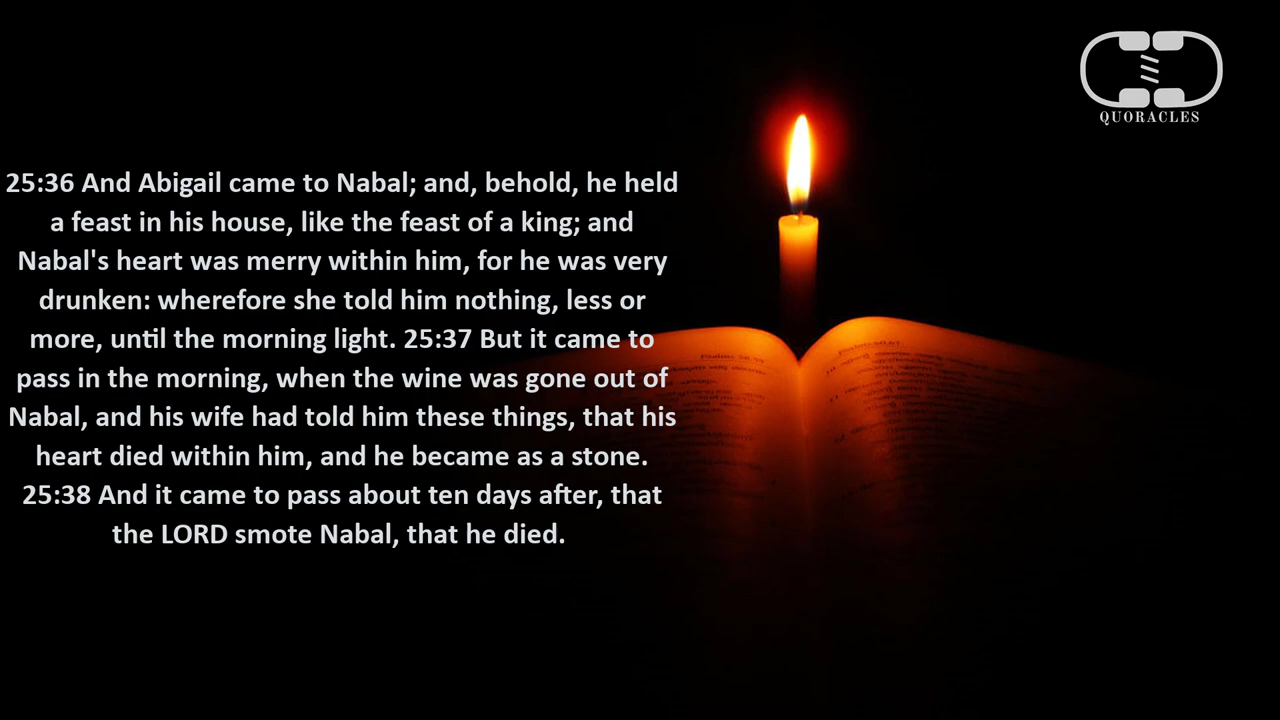 QUORACLES
25:36 And Abigail came to Nabal; and, behold, he held
a feast in his house, like the feast of a king; and
Nabal's heart was merry within him, for he was very
drunken: wherefore she told him nothing, less or
more, until the morning light. 25:37 But it came to
pass in the morning, when the wine was gone out of
Nabal, and his wife had told him these things, that his
heart died within him, and he became as a stone.
25:38 And it came to pass about ten days after, that
the LORD smote Nabal, that he died.